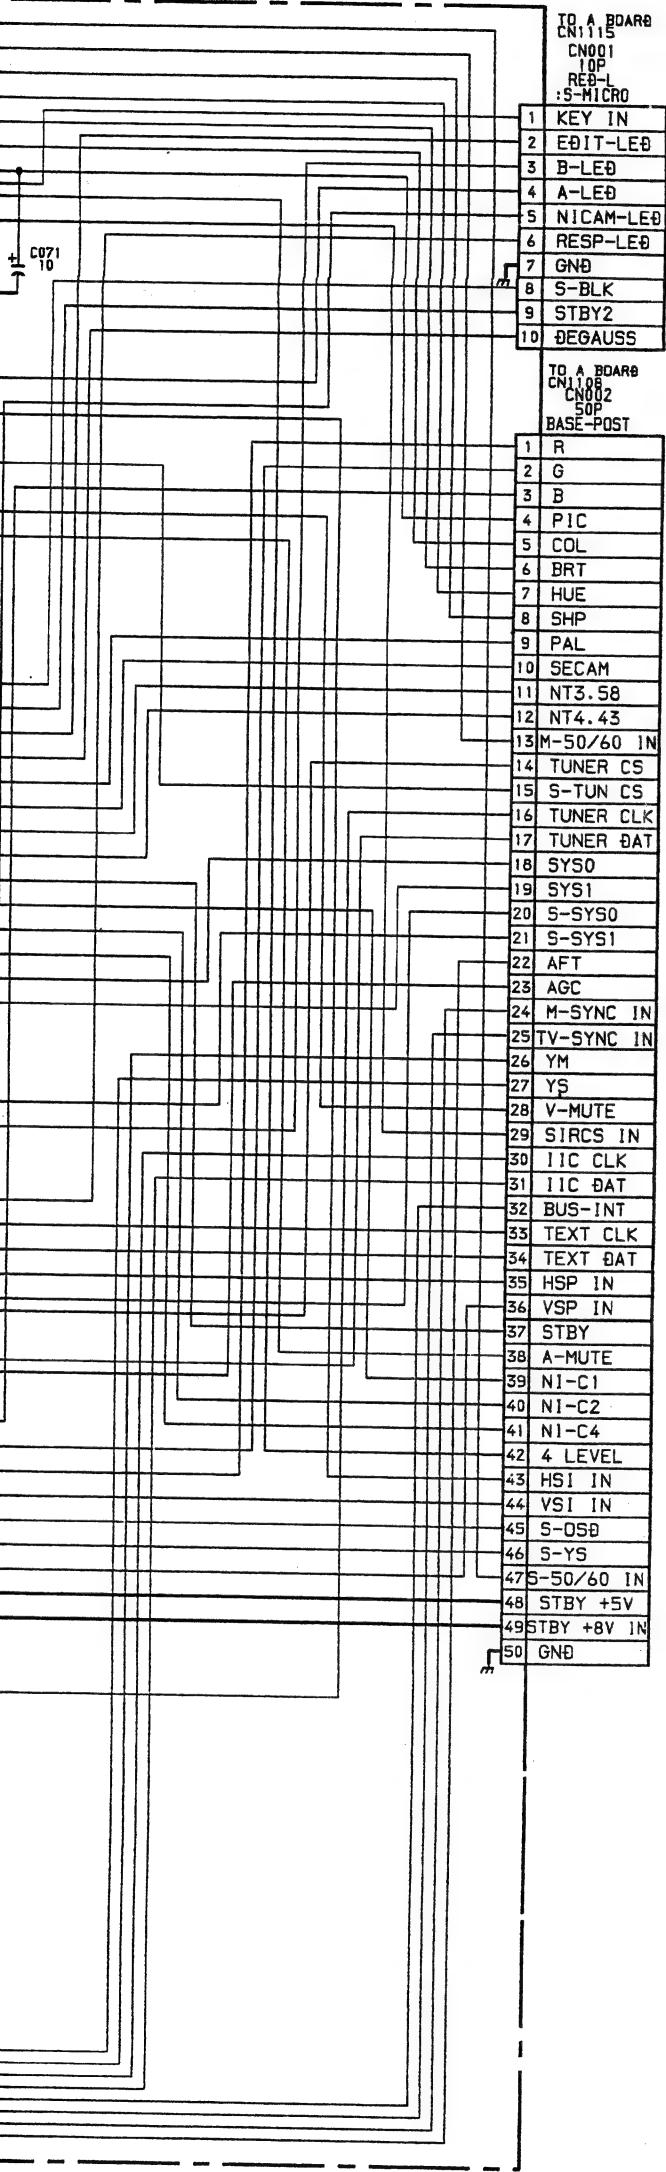 TO A BOARD
CN1115
CN001
10P
RED-L
:S-MICRO
1 KEY IN
2 EDIT-LED
3 B-LED
4 A-LED
5 NICAM-LED
6 RESP-LED
7 GND
8 S-BLK
9 STBY2
10 DEGAUSS
+ C071
10
TO A BOARD
CN1108
CN002
50P
BASE-POST
1 R
2 G
3 B
4 PIC
5 COL
6 BRT
7 HUE
8 SHP
9 PAL
10 SECAM
11 NT3.58
12 NT4.43
13 M-50/60 IN
14 TUNER CS
15 S-TUN CS
16 TUNER CLK
17 TUNER DAT
18 SYS0
19 SYS1
20 S-SYS0
21 S-SYS1
22 AFT
23 AGC
24 M-SYNC IN
25 TV-SYNC IN
26 YM
27 YS
28 V-MUTE
29 SIRCS IN
30 IIC CLK
31 IIC DAT
32 BUS-INT
33 TEXT CLK
34 TEXT DAT
35 HSP IN
36 VSP IN
37 STBY
38 A-MUTE
39 NI-C1
40 NI-C2
41 NI-C4
42 4 LEVEL
43 HSI IN
44 VSI IN
45 S-OSD
46 S-YS
47 S-50/60 IN
48 STBY +5V
49 STBY +8V IN
50 GND